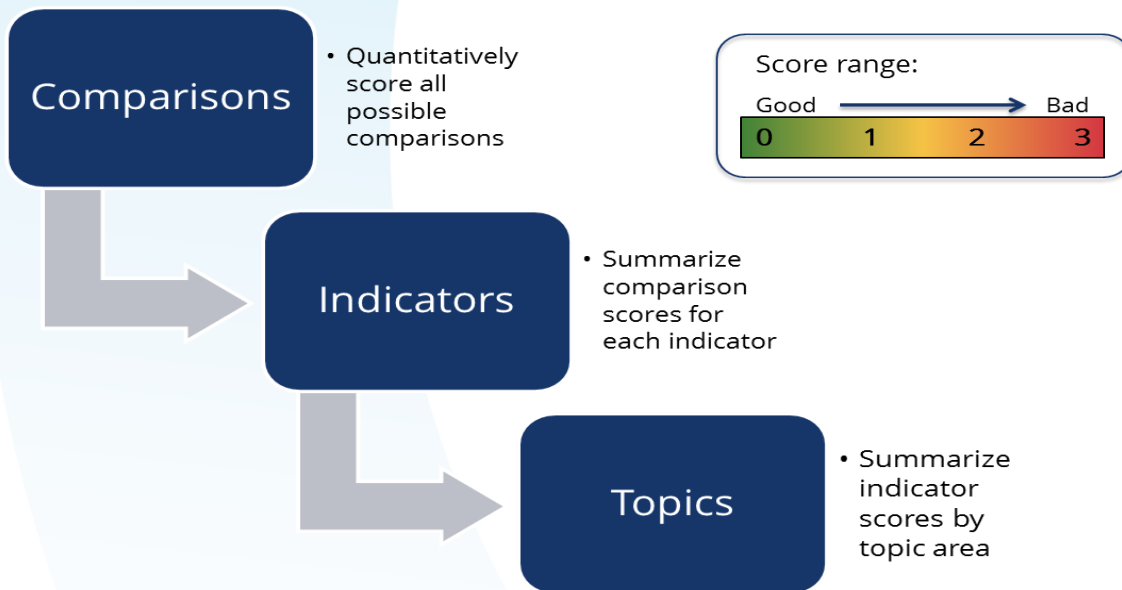 Comparisons
• Quantitatively
score all
possible
comparisons
Score range:
Good Bad
0 1 2 3
Indicators
• Summarize
comparison
scores for
each indicator
Topics
• Summarize
indicator
scores by
topic area